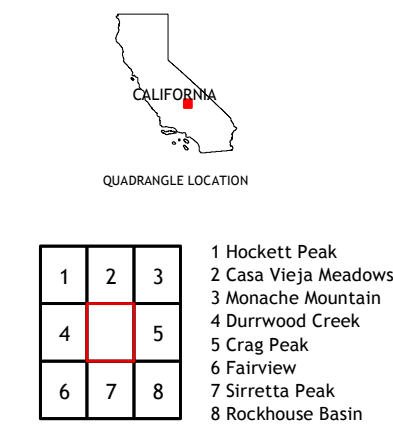 CALIFORNIA
QUADRANGLE LOCATION
1 2 3
4 5
6 7 8
1 Hockett Peak
2 Casa Vieja Meadows
3 Monache Mountain
4 Durrwood Creek
5 Crag Peak
6 Fairview
7 Sirretta Peak
8 Rockhouse Basin